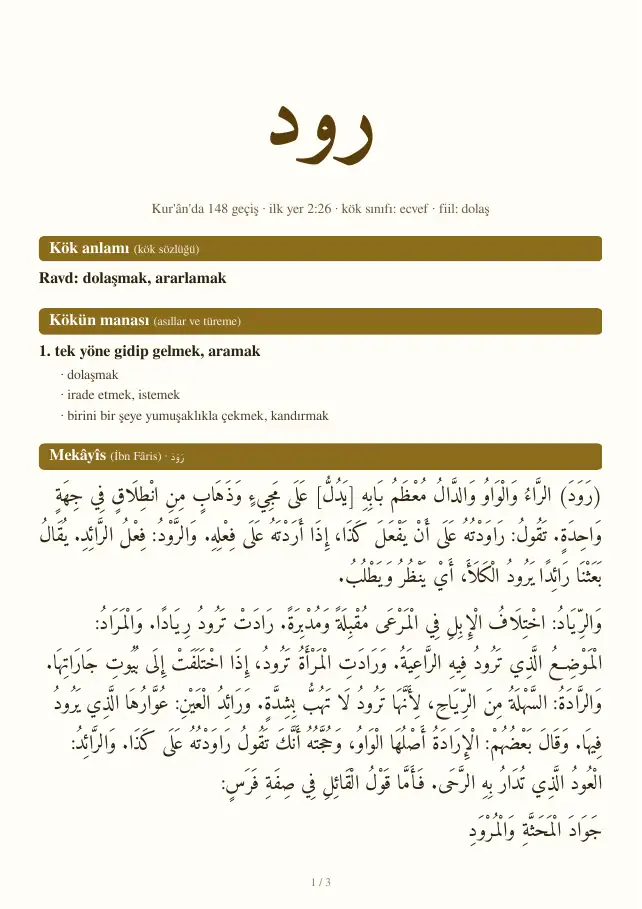 رود
Kur'ân'da 148 geçiş · ilk yer 2:26 · kök sınıfı: ecvef · fiil: dolaş
Kök anlamı (kök sözlüğü)
Ravd: dolaşmak, ararlamak
Kökün manası (asıllar ve türeme)
1. tek yöne gidip gelmek, aramak
· dolaşmak
· irade etmek, istemek
· birini bir şeye yumuşaklıkla çekmek, kandırmak
Mekâyîs (İbn Fâris) · رَوَدَ
(رَوَدَ) الرَّاءُ وَالْوَاوُ وَالدَّالُ مُعْظَمُ بَابِهِ [يَدُلُّ] عَلَى مَجِيءٍ وَذَهَابٍ مِنِ انْطِلَاقٍ فِي جِهَةٍ
وَاحِدَةٍ. تَقُولُ: رَاوَدْتُهُ عَلَى أَنْ يَفْعَلَ كَذَا، إِذَا أَرَدْتَهُ عَلَى فِعْلِهِ. وَالرَّوْدُ: فِعْلُ الرَّائِدِ. يُقَالُ
بَعَثْنَا رَائِدًا يَرُودُ الْكَلَأَ، أَيْ يَنْظُرُ وَيَطْلُبُ.
وَالرِّيَادُ: اخْتِلَافُ الْإِبِلِ فِي الْمَرْعَى مُقْبِلَةً وَمُدْبِرَةً. رَادَتْ تَرُودُ رِيَادًا. وَالْمَرَادُ:
الْمَوْضِعُ الَّذِي تَرُودُ فِيهِ الرَّاعِيَةُ. وَرَادَتِ الْمَرْأَةُ تَرُودُ، إِذَا اخْتَلَفَتْ إِلَى بُيُوتِ جَارَاتِهَا.
وَالرَّادَةُ: السَّهْلَةُ مِنَ الرِّيَاحِ، لِأَنَّهَا تَرُودُ لَا تَهُبُّ بِشِدَّةٍ. وَرَائِدُ الْعَيْنِ: عُوَّارُهَا الَّذِي يَرُودُ
فِيهَا. وَقَالَ بَعْضُهُمْ: الْإِرَادَةُ أَصْلُهَا الْوَاوُ، وَحُجَّتُهُ أَنَّكَ تَقُولُ رَاوَدْتُهُ عَلَى كَذَا. وَالرَّائِدُ:
الْعُودُ الَّذِي تُدَارُ بِهِ الرَّحَى. فَأَمَّا قَوْلُ الْقَائِلِ فِي صِفَةِ فَرَسٍ:
جَوَادَ الْمَحَثَّةِ وَالْمُرْوَدِ
1 / 3